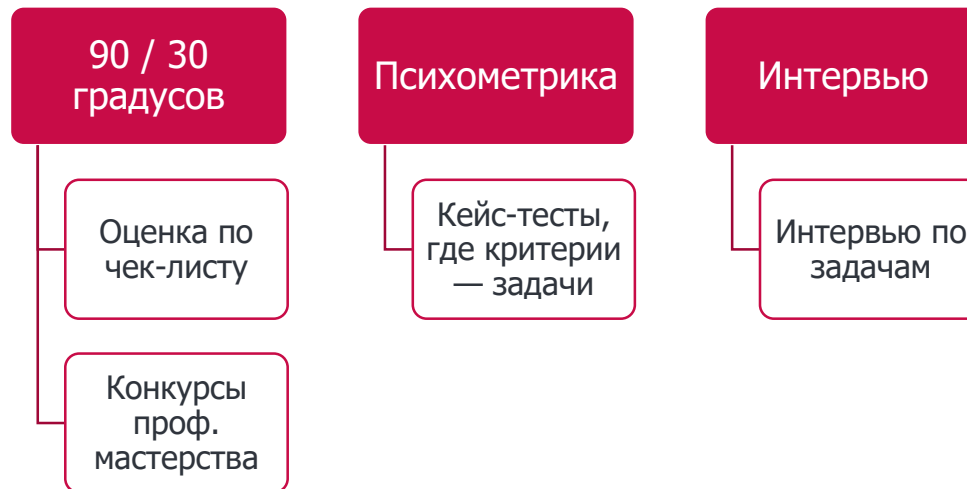 90 / 30
градусов
Оценка по
чек-листу
Конкурсы
проф.
мастерства
Психометрика
Кейс-тесты,
где критерии
— задачи
Интервью
Интервью по
задачам